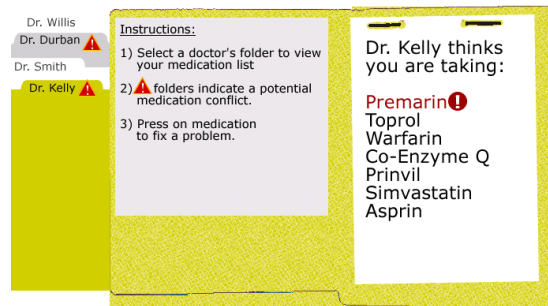 Dr. Willis
Dr. Durban
Dr. Smith
Dr. Kelly
Instructions:
1) Select a doctor's folder to view
your medication list
2) folders indicate a potential
medication conflict.
3) Press on medication
to fix a problem.
Dr. Kelly thinks
you are taking:
Premarin
Toprol
Warfarin
Co-Enzyme Q
Prinvil
Simvastatin
Asprin